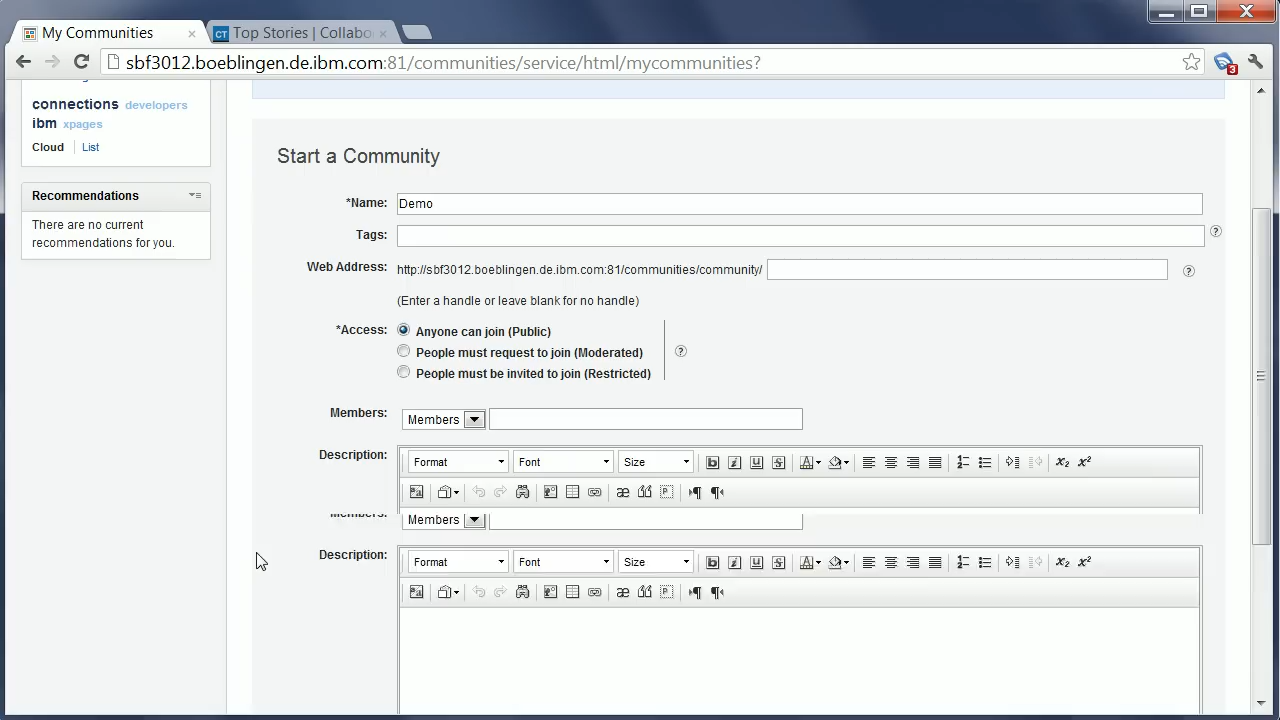 My Communities
Top Stories | Collabo
sbf3012.boeblingen.de.ibm.com:81/communities/service/html/mycommunities?
3
connections developers
ibm xpages
Cloud List
Recommendations
There are no current
recommendations for you.
Start a Community
*Name: Demo
Tags:
Web Address: http://sbf3012.boeblingen.de.ibm.com:81/communities/community/
(Enter a handle or leave blank for no handle)
*Access: Anyone can join (Public)
People must request to join (Moderated)
People must be invited to join (Restricted)
Members: Members
Description: Format Font Size
Members: Members
Description: Format Font Size